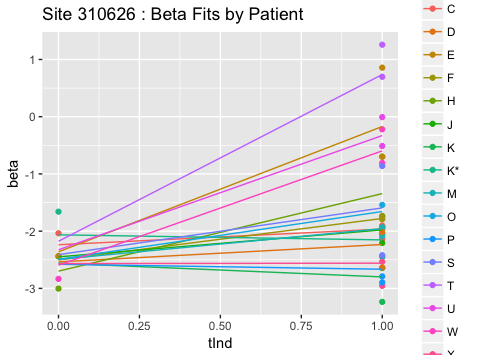 Site 310626 : Beta Fits by Patient
1
0
-1
-2
-3
beta
0.00 0.25 0.50 0.75 1.00
tInd
C
D
E
F
H
J
K
K*
M
O
P
S
T
U
W